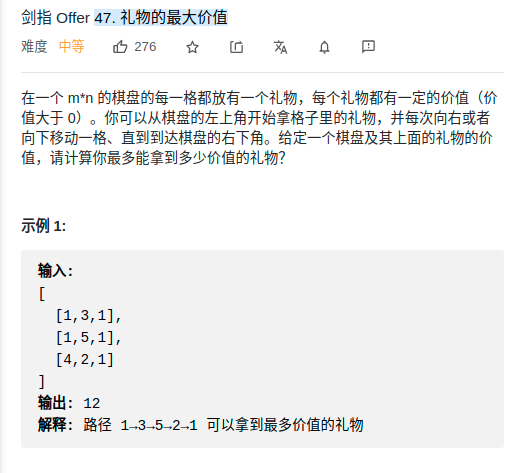 剑指 Offer 47. 礼物的最大价值
难度 中等 276
在一个 m*n 的棋盘的每一格都放有一个礼物，每个礼物都有一定的价值（价
值大于 0）。你可以从棋盘的左上角开始拿格子里的礼物，并每次向右或者
向下移动一格、直到到达棋盘的右下角。给定一个棋盘及其上面的礼物的价
值，请计算你最多能拿到多少价值的礼物？
示例 1:
输入:
[
[1,3,1],
[1,5,1],
[4,2,1]
]
输出: 12
解释: 路径 1→3→5→2→1 可以拿到最多价值的礼物